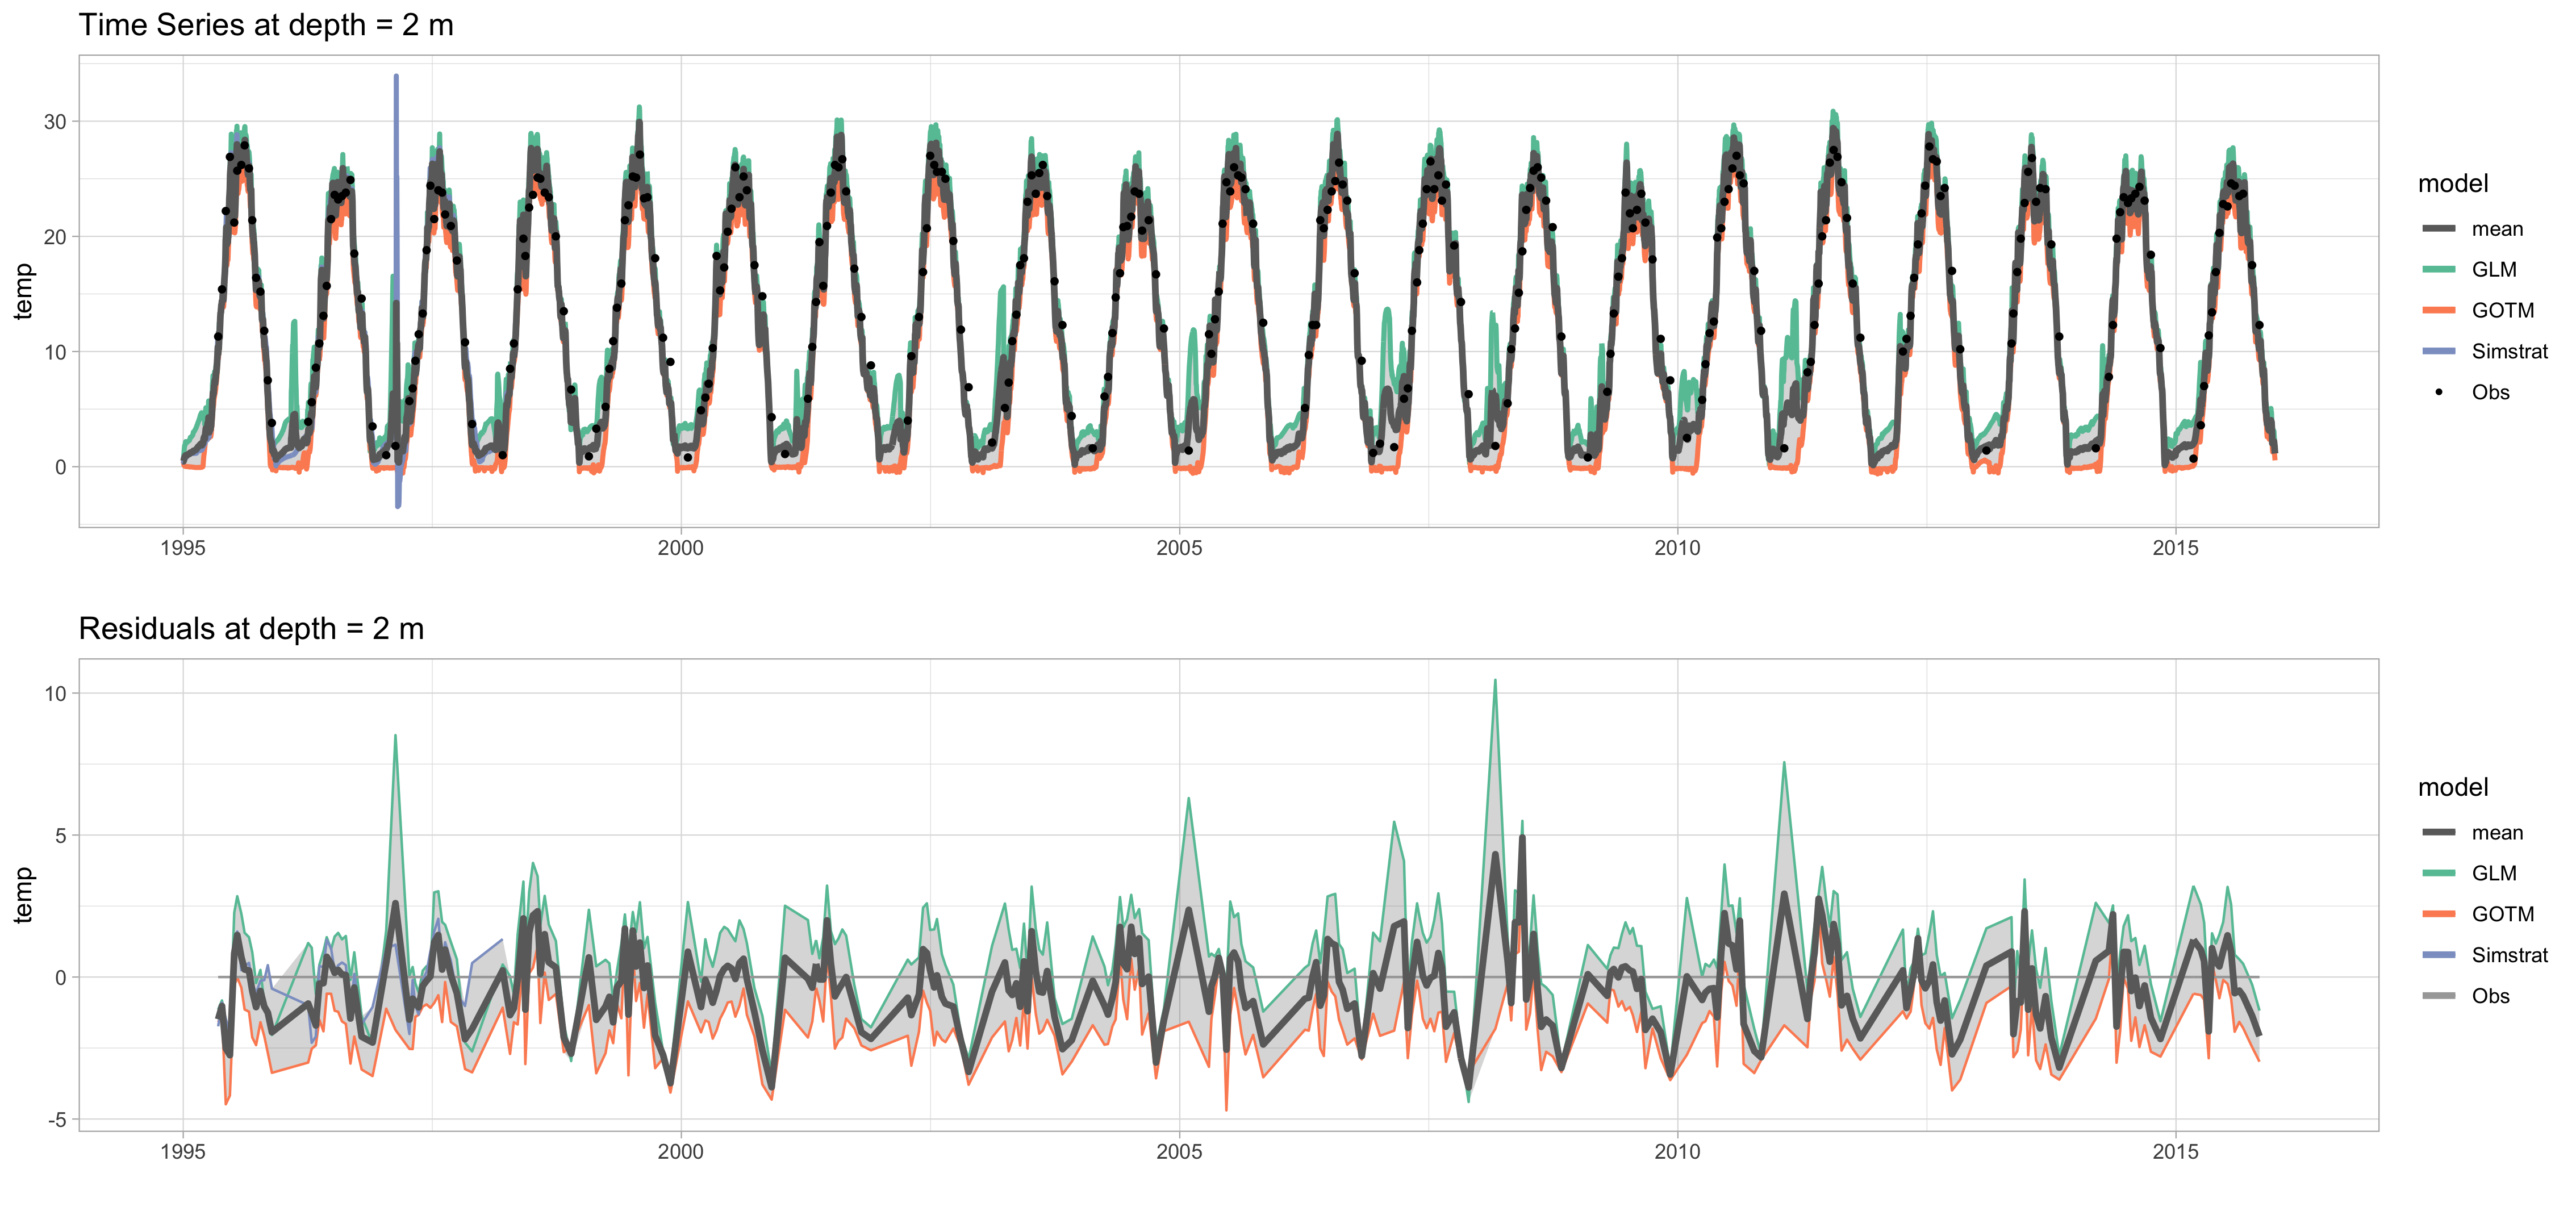 Time Series at depth = 2 m
30
20
10
0
temp
1995
2000
2005
2010
2015
model
mean
GLM
GOTM
Simstrat
Obs
Residuals at depth = 2 m
10
5
0
-5
temp
1995
2000
2005
2010
2015
model
mean
GLM
GOTM
Simstrat
Obs